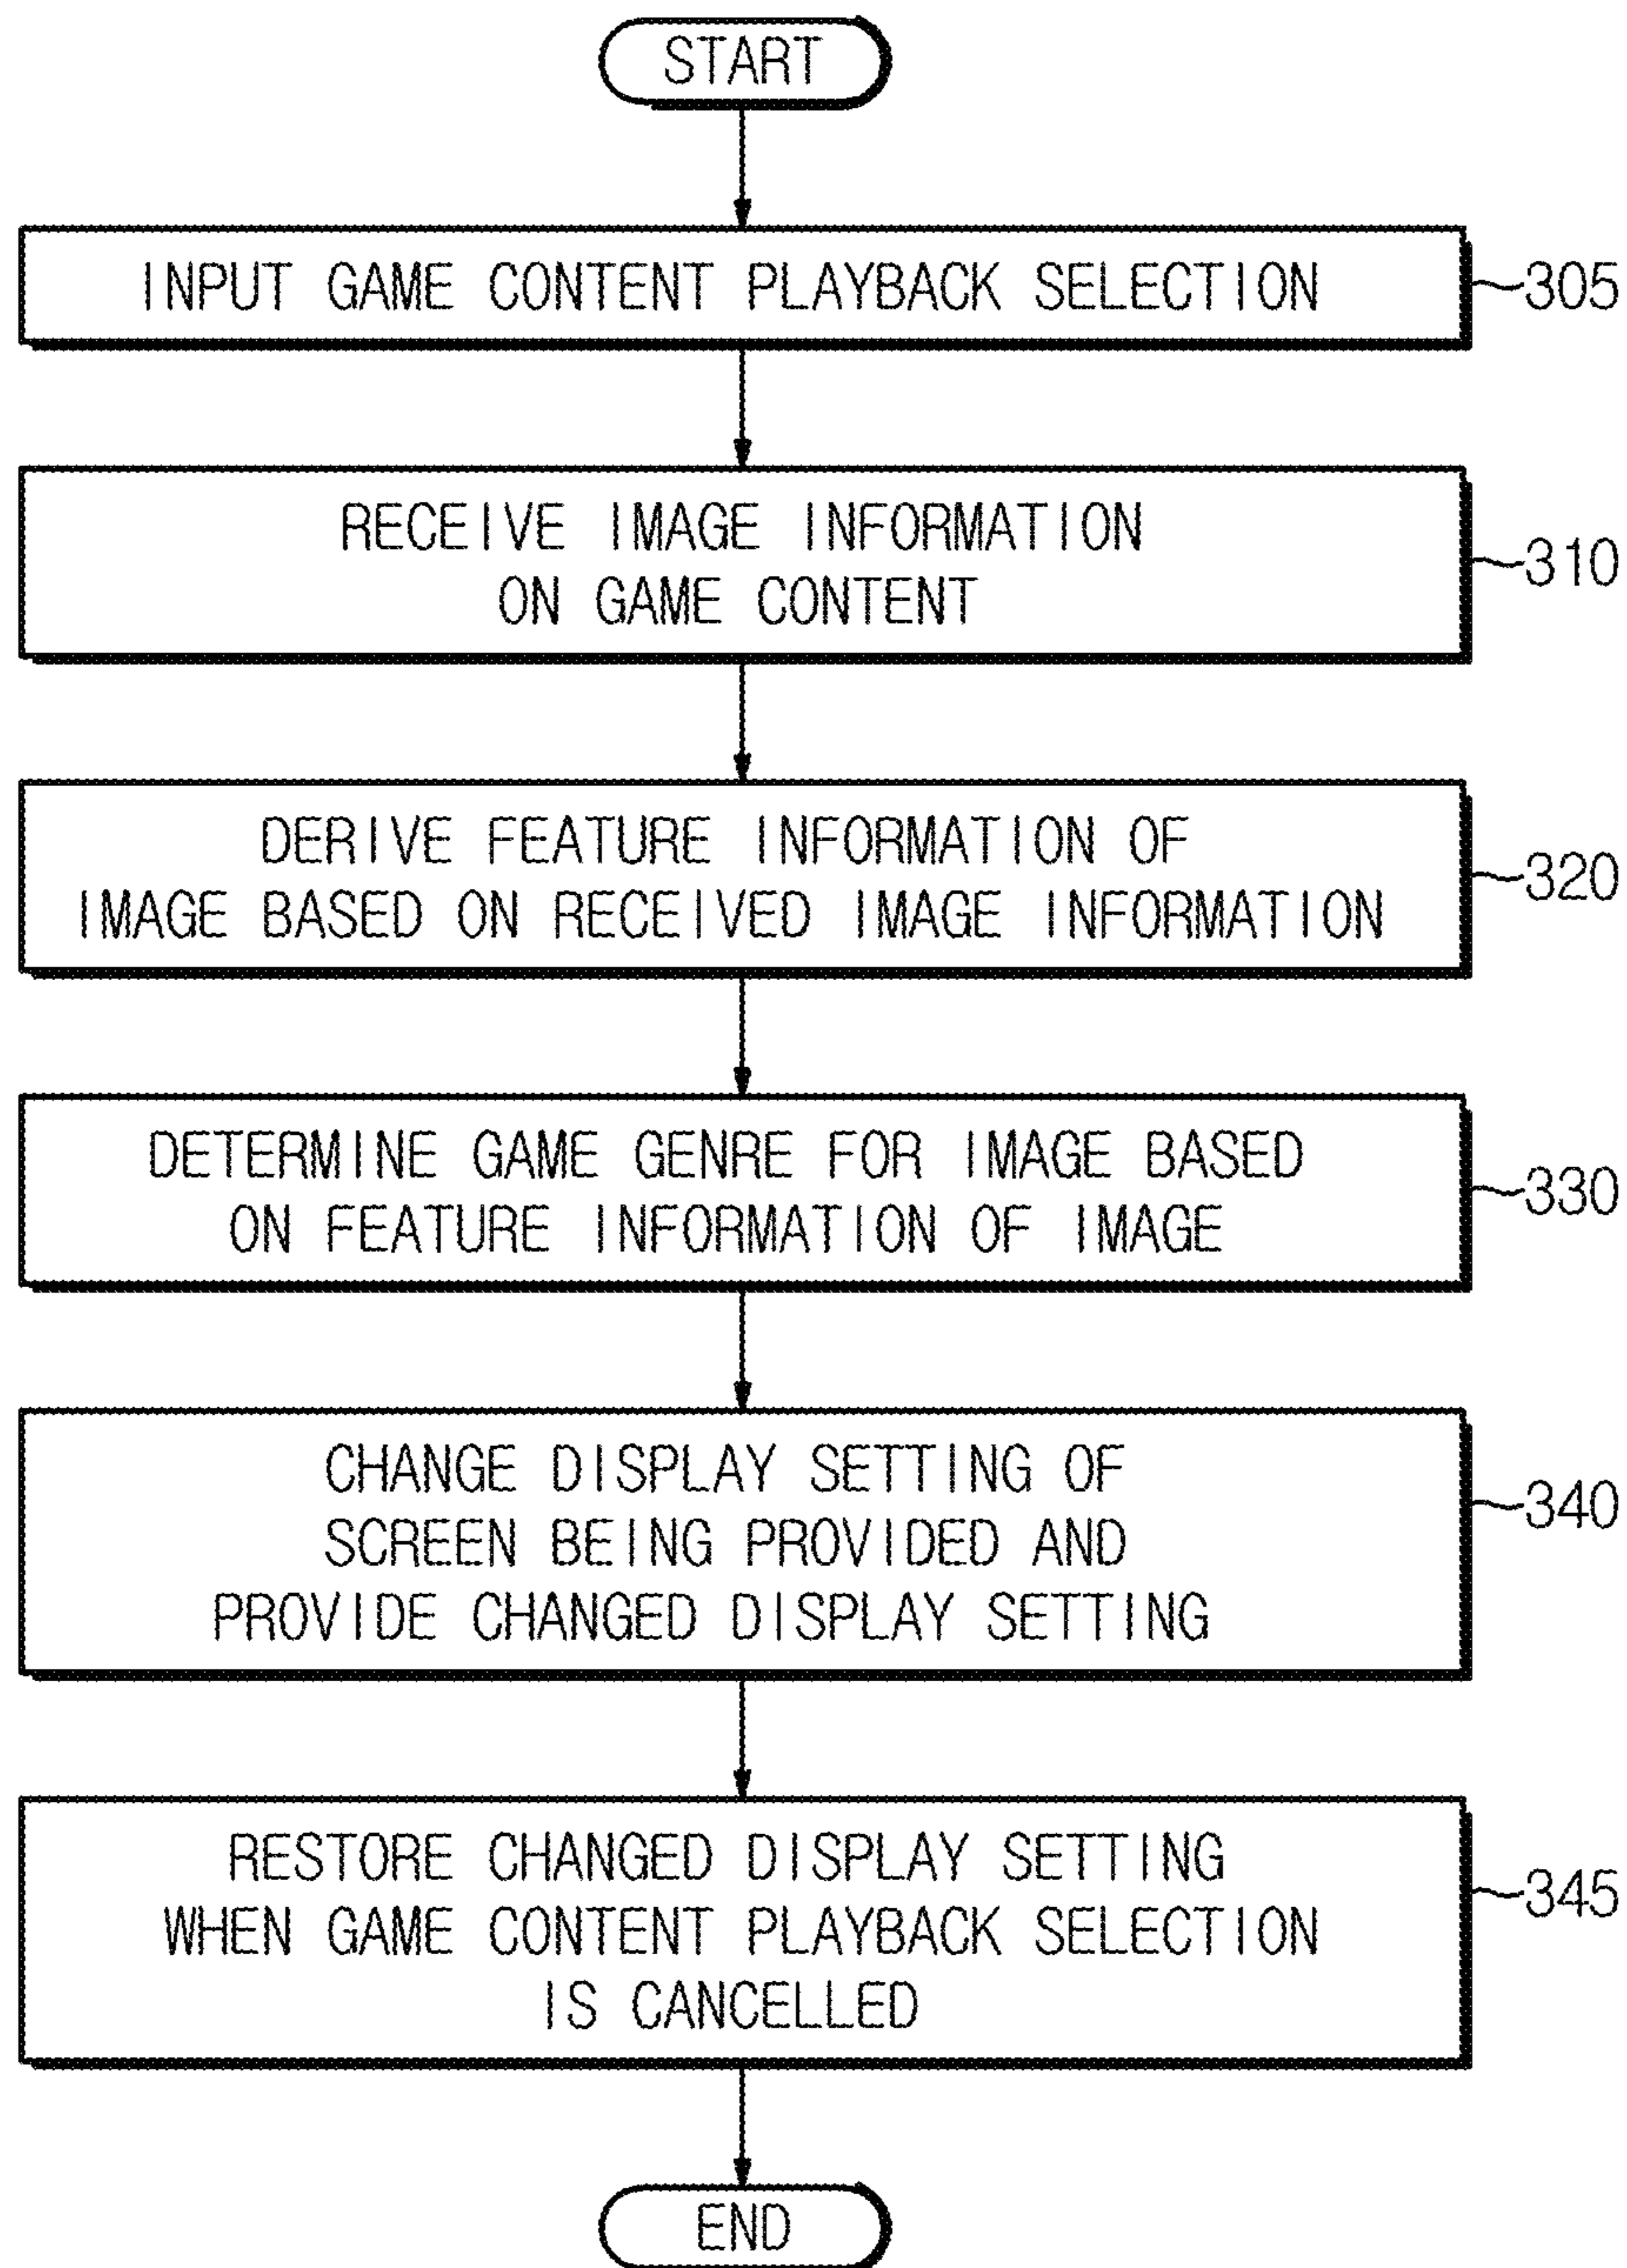 START
INPUT GAME CONTENT PLAYBACK SELECTION
305
RECEIVE IMAGE INFORMATION
ON GAME CONTENT
310
DERIVE FEATURE INFORMATION OF
IMAGE BASED ON RECEIVED IMAGE INFORMATION
320
DETERMINE GAME GENRE FOR IMAGE BASED
ON FEATURE INFORMATION OF IMAGE
330
CHANGE DISPLAY SETTING OF
SCREEN BEING PROVIDED AND
PROVIDE CHANGED DISPLAY SETTING
340
RESTORE CHANGED DISPLAY SETTING
WHEN GAME CONTENT PLAYBACK SELECTION
IS CANCELLED
345
END